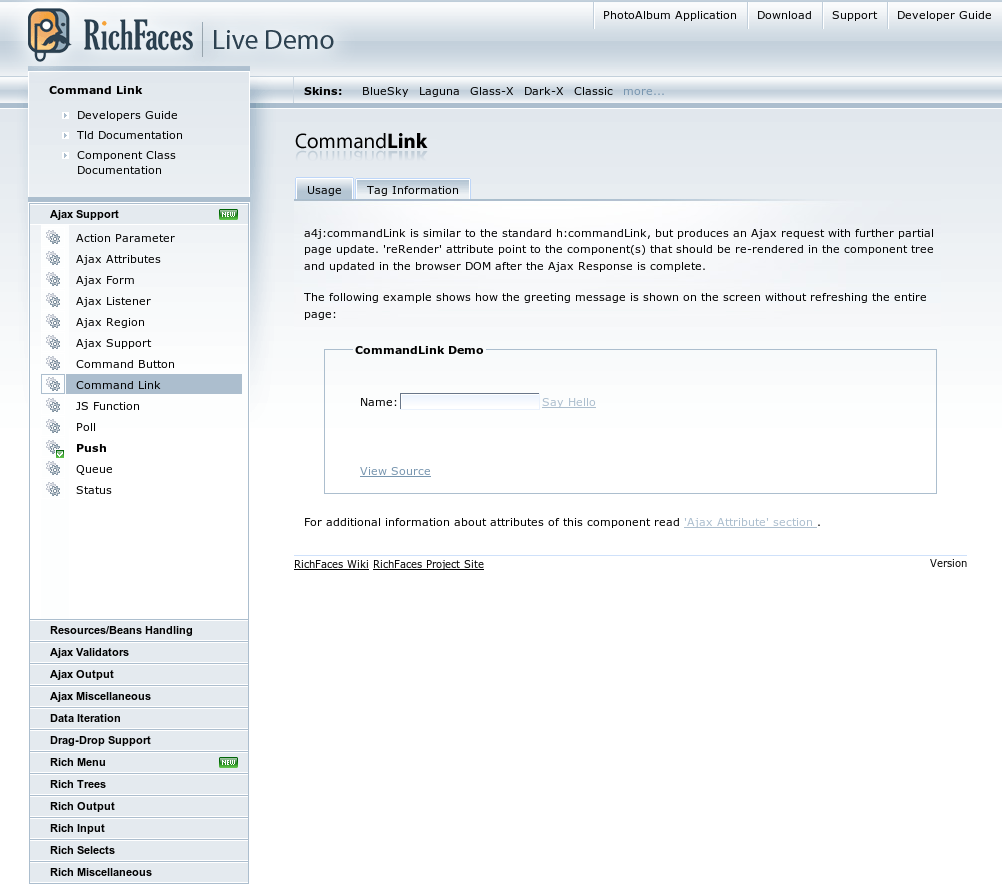 PhotoAlbum Application Download Support Developer Guide
RichFaces Live Demo
Skins: BlueSky Laguna Glass-X Dark-X Classic more...
Command Link
Developers Guide
Tld Documentation
Component Class
Documentation
Ajax Support NEW
Action Parameter
Ajax Attributes
Ajax Form
Ajax Listener
Ajax Region
Ajax Support
Command Button
Command Link
JS Function
Poll
Push
Queue
Status
Resources/Beans Handling
Ajax Validators
Ajax Output
Ajax Miscellaneous
Data Iteration
Drag-Drop Support
Rich Menu NEW
Rich Trees
Rich Output
Rich Input
Rich Selects
Rich Miscellaneous
CommandLink
Usage Tag Information
a4j:commandLink is similar to the standard h:commandLink, but produces an Ajax request with further partial
page update. 'reRender' attribute point to the component(s) that should be re-rendered in the component tree
and updated in the browser DOM after the Ajax Response is complete.
The following example shows how the greeting message is shown on the screen without refreshing the entire
page:
CommandLink Demo
Name: Say Hello
View Source
For additional information about attributes of this component read 'Ajax Attribute' section .
RichFaces Wiki RichFaces Project Site Version